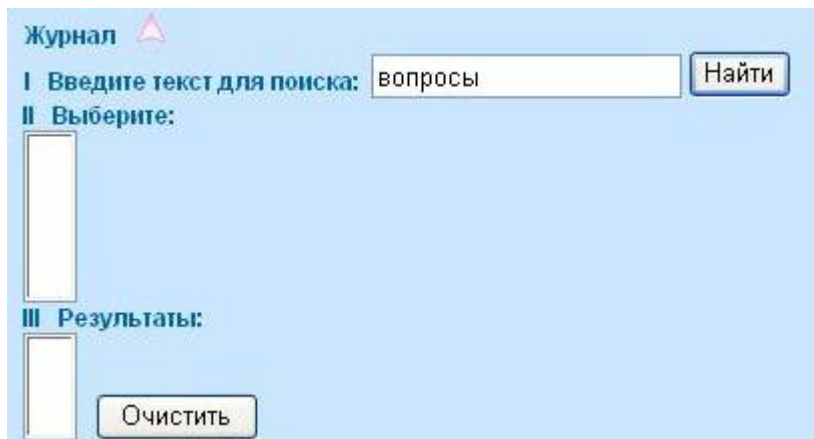 Журнал
I Введите текст для поиска: вопросы Найти
II Выберите:
III Результаты:
Очистить